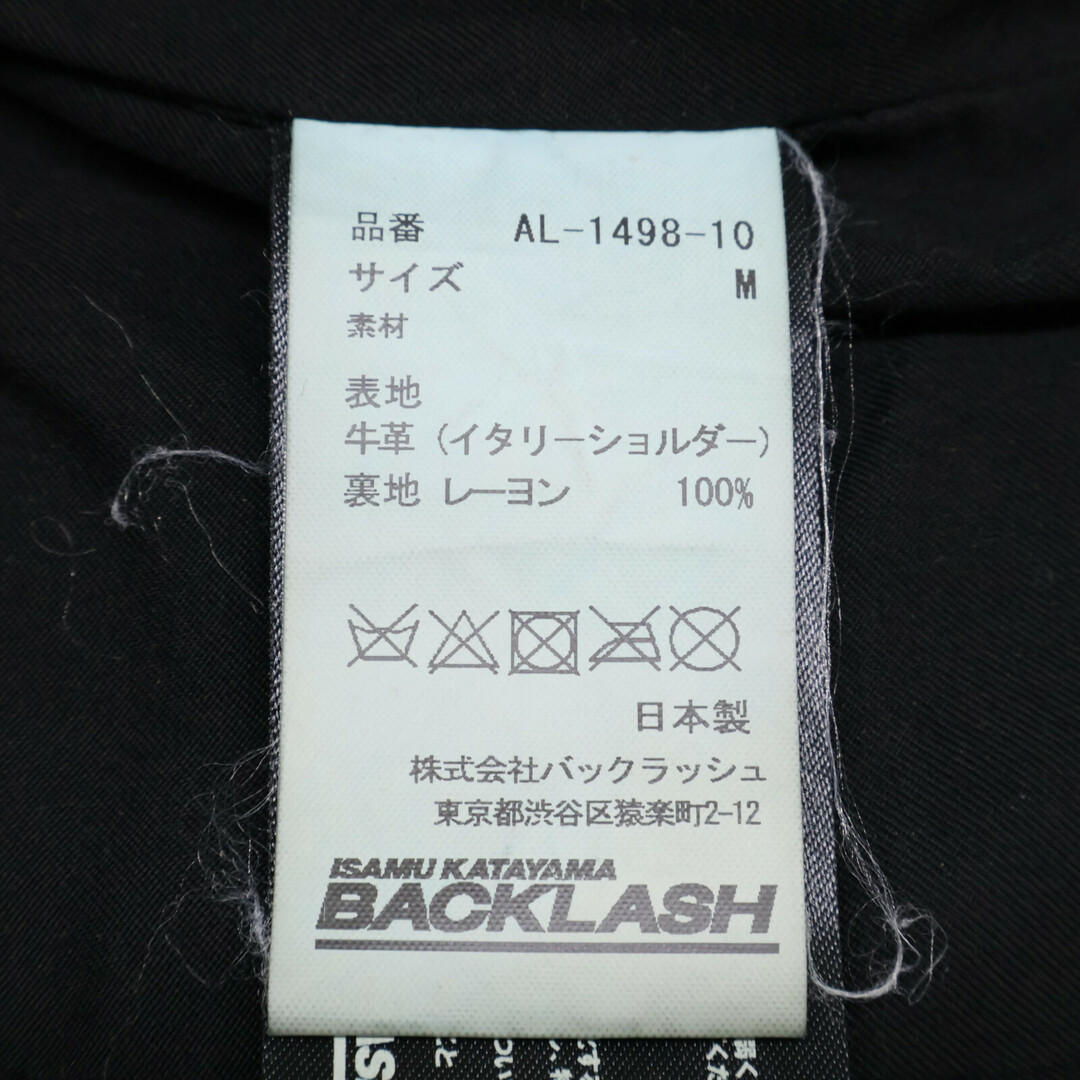 品番 AL-1498-10
サイズ M
素材
表地
牛革 (イタリーショルダー)
裏地 レーヨン 100%
日本製
株式会社バックラッシュ
東京都渋谷区猿楽町2-12
ISAMU KATAYAMA
BACKLASH